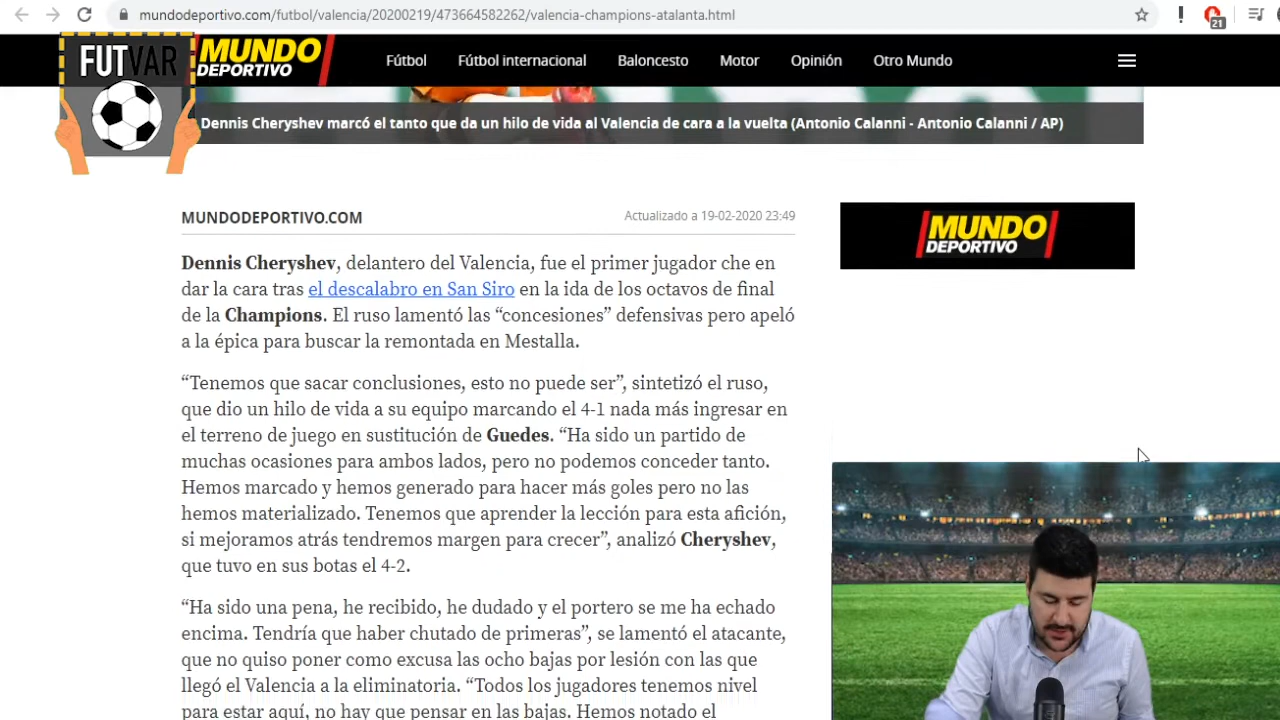 mundodeportivo.com/futbol/valencia/20200219/473664582262/valencia-champions-atalanta.html
21
FUTVAR
MUNDO
DEPORTIVO
Fútbol
Fútbol internacional
Baloncesto
Motor
Opinión
Otro Mundo
Dennis Cheryshev marcó el tanto que da un hilo de vida al Valencia de cara a la vuelta (Antonio Calanni - Antonio Calanni / AP)
MUNDODEPORTIVO.COM
Actualizado a 19-02-2020 23:49
MUNDO
DEPORTIVO
Dennis Cheryshev, delantero del Valencia, fue el primer jugador che en
dar la cara tras el descalabro en San Siro en la ida de los octavos de final
de la Champions. El ruso lamentó las “concesiones” defensivas pero apeló
a la épica para buscar la remontada en Mestalla.
“Tenemos que sacar conclusiones, esto no puede ser”, sintetizó el ruso,
que dio un hilo de vida a su equipo marcando el 4-1 nada más ingresar en
el terreno de juego en sustitución de Guedes. “Ha sido un partido de
muchas ocasiones para ambos lados, pero no podemos conceder tanto.
Hemos marcado y hemos generado para hacer más goles pero no las
hemos materializado. Tenemos que aprender la lección para esta afición,
si mejoramos atrás tendremos margen para crecer”, analizó Cheryshev,
que tuvo en sus botas el 4-2.
“Ha sido una pena, he recibido, he dudado y el portero se me ha echado
encima. Tendría que haber chutado de primeras”, se lamentó el atacante,
que no quiso poner como excusa las ocho bajas por lesión con las que
llegó el Valencia a la eliminatoria. “Todos los jugadores tenemos nivel
para estar aquí, no hay que pensar en las bajas. Hemos notado el